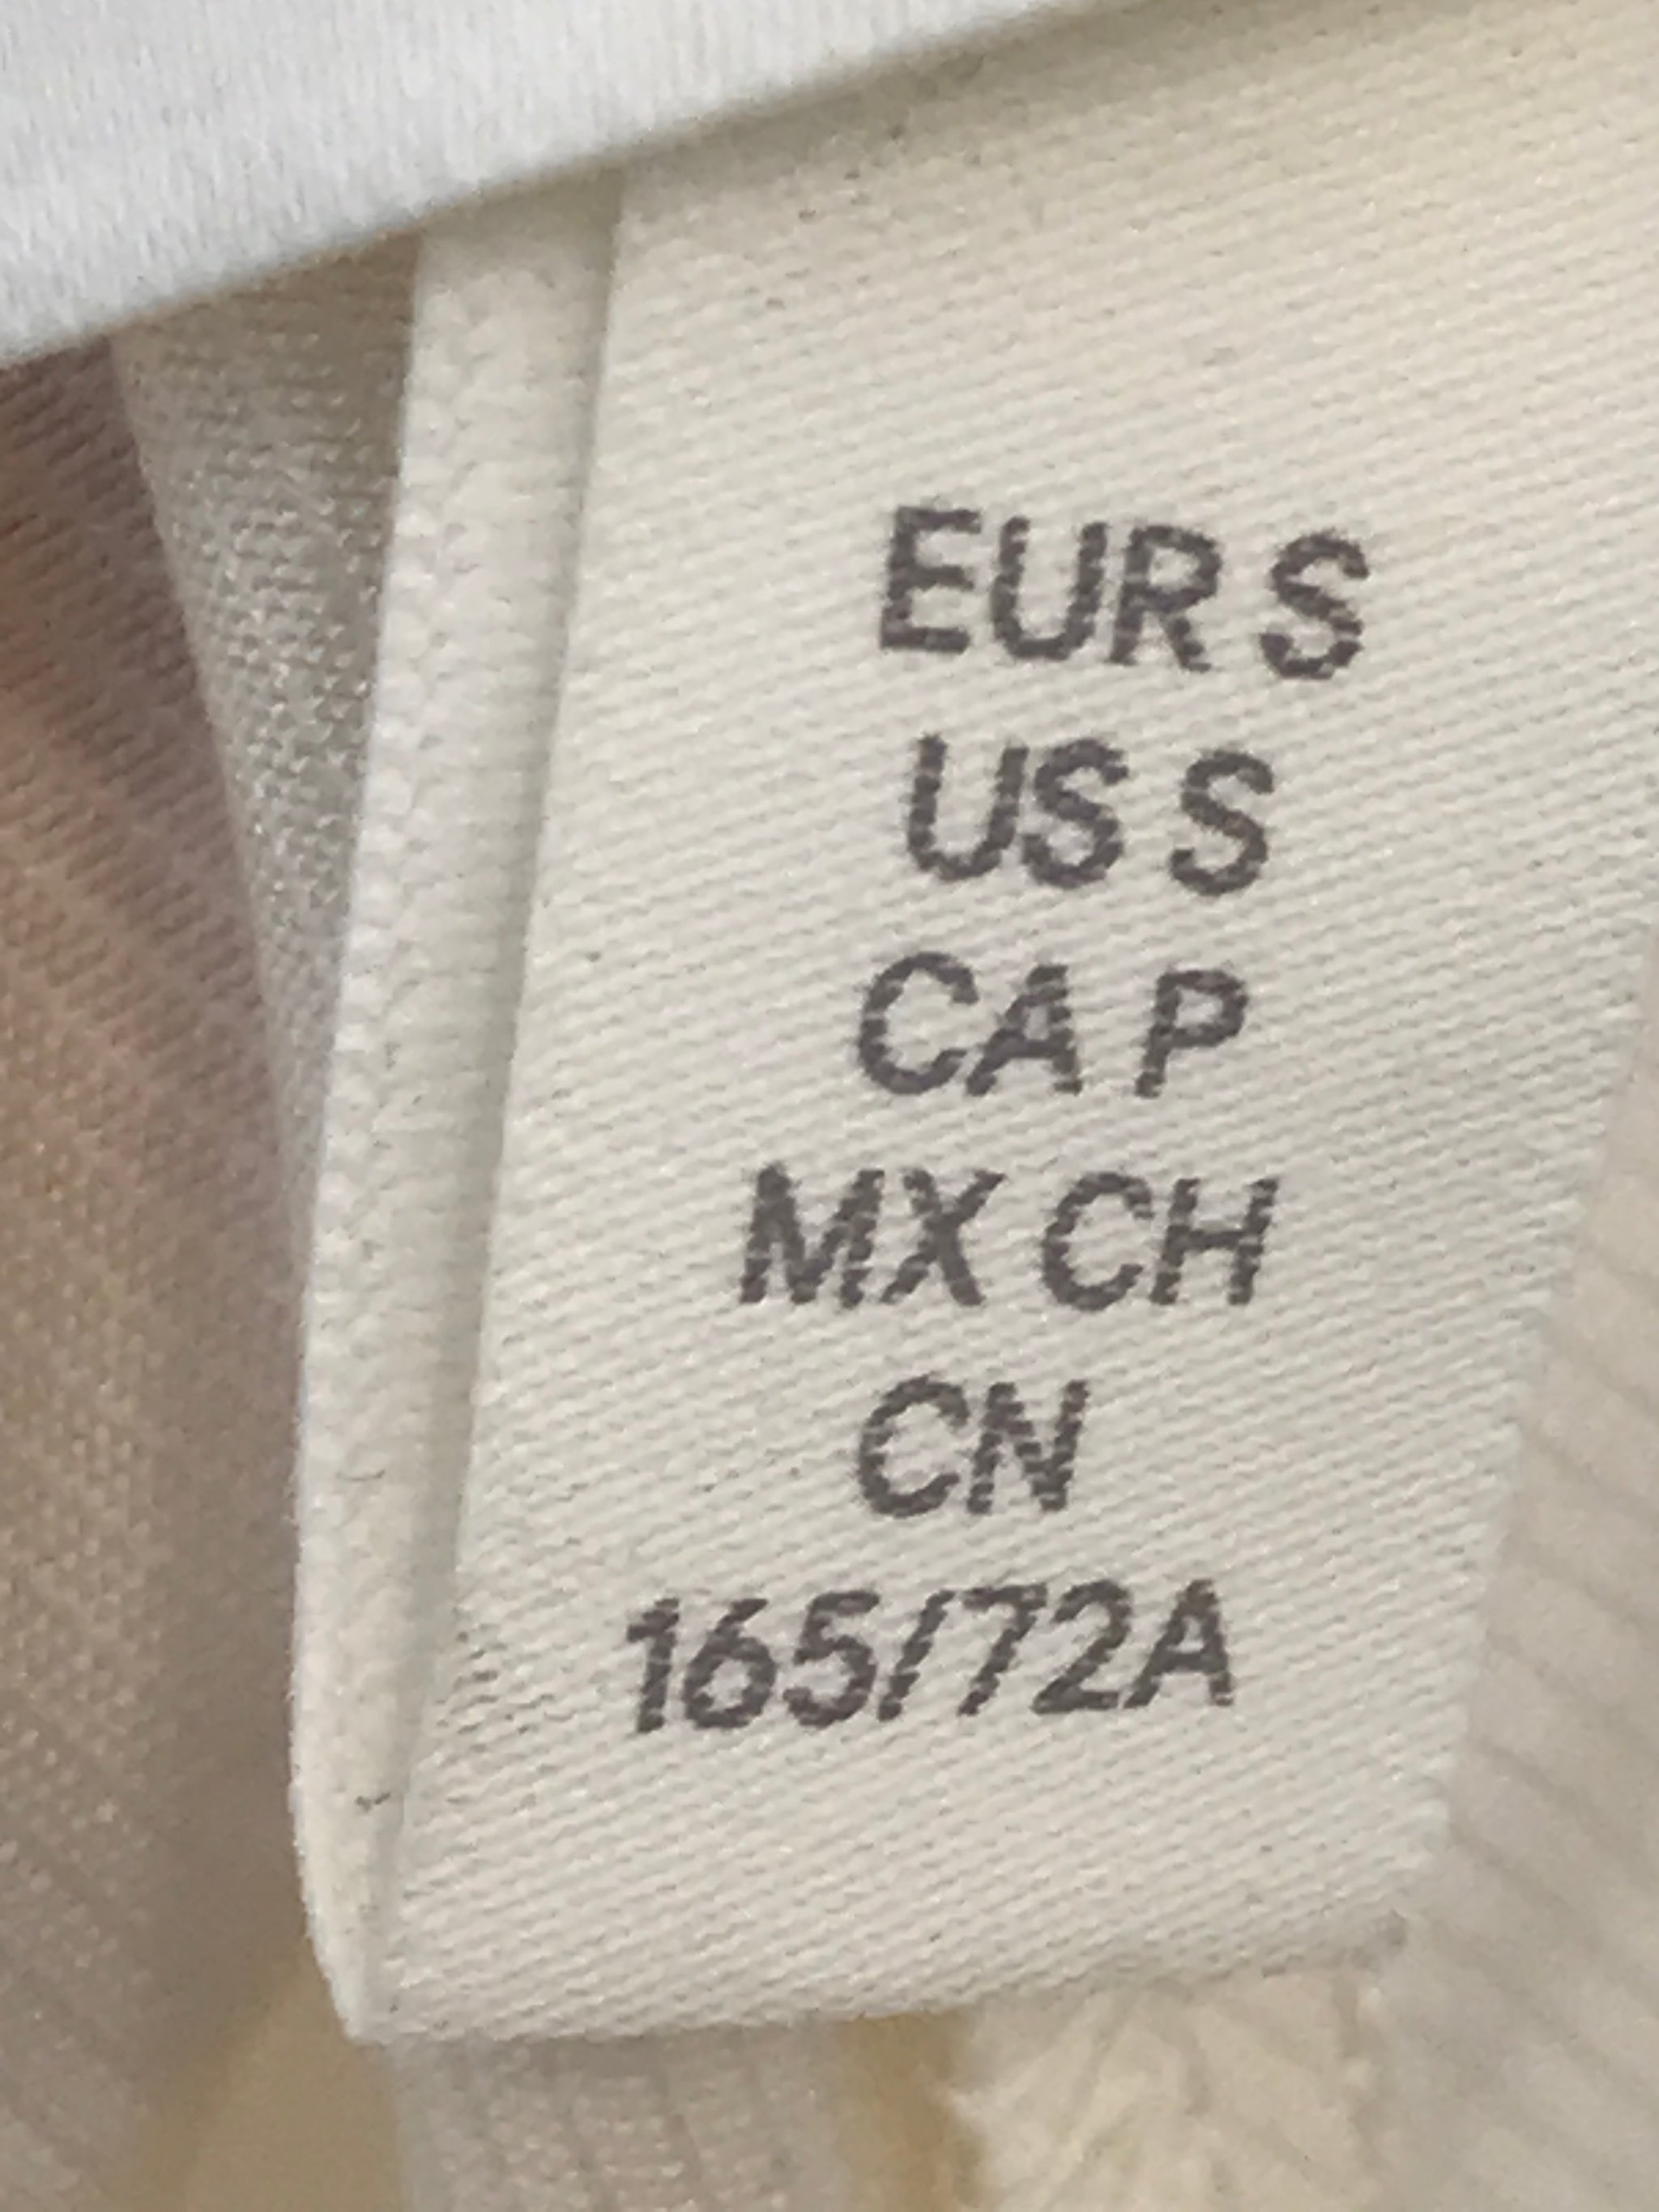 EUR S
US S
CA P
MX CH
CN
165/72A